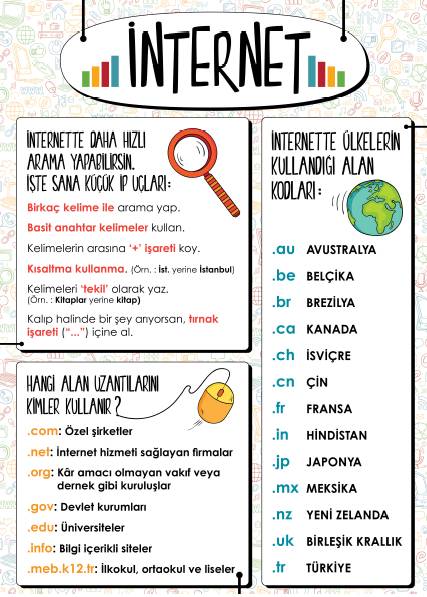 İNTERNET
İNTERNETTE DAHA HIZLI
ARAMA YAPABİLİRSİN.
İŞTE SANA KÜÇÜK İP UÇLARI:
Birkaç kelime ile arama yap.
Basit anahtar kelimeler kullan.
Kelimelerin arasına ‘+’ işareti koy.
Kısaltma kullanma. (Örn. : İst. yerine İstanbul)
Kelimeleri ‘tekil’ olarak yaz.
(Örn. : Kitaplar yerine kitap)
Kalıp halinde bir şey arıyorsan, tırnak
işareti (“...”) içine al.
HANGİ ALAN UZANTILARINI
KİMLER KULLANIR?
.com: Özel şirketler
.net: İnternet hizmeti sağlayan firmalar
.org: Kâr amacı olmayan vakıf veya
dernek gibi kuruluşlar
.gov: Devlet kurumları
.edu: Üniversiteler
.info: Bilgi içerikli siteler
.meb.k12.tr: İlkokul, ortaokul ve liseler
İNTERNETTE ÜLKELERİN
KULLANDIĞI ALAN
KODLARI:
.au AVUSTRALYA
.be BELÇİKA
.br BREZİLYA
.ca KANADA
.ch İSVİÇRE
.cn ÇİN
.fr FRANSA
.in HİNDİSTAN
.jp JAPONYA
.mx MEKSİKA
.nz YENİ ZELANDA
.uk BİRLEŞİK KRALLIK
.tr TÜRKİYE